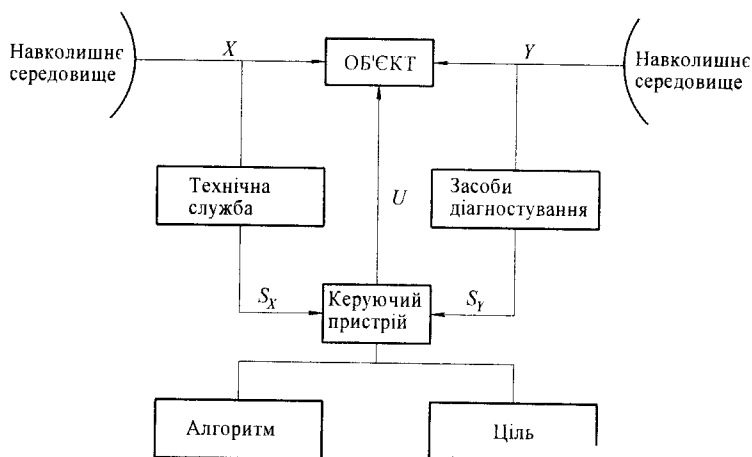 Навколишнє
середовище
X
ОБ'ЄКТ
Y
Навколишнє
середовище
Технічна
служба
U
Засоби
діагностування
S_X
Керуючий
пристрій
S_Y
Алгоритм
Ціль